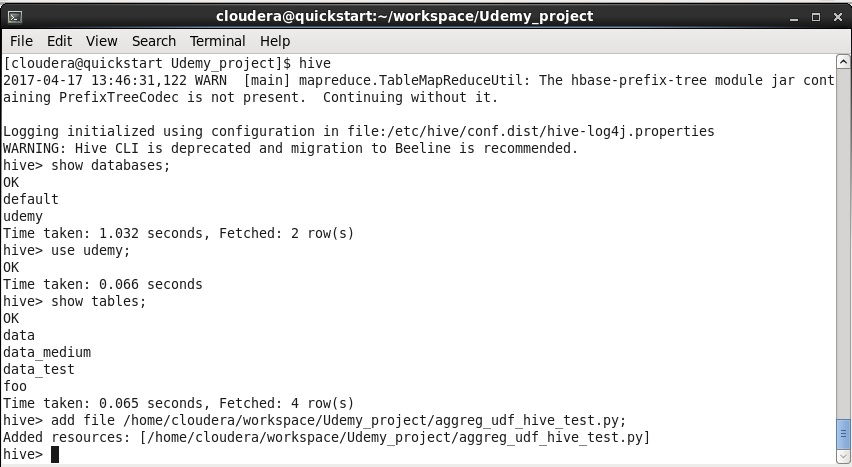 cloudera@quickstart:~/workspace/Udemy_project
File Edit View Search Terminal Help
[cloudera@quickstart Udemy_project]$ hive
2017-04-17 13:46:31,122 WARN  [main] mapreduce.TableMapReduceUtil: The hbase-prefix-tree module jar cont
aining PrefixTreeCodec is not present.  Continuing without it.
Logging initialized using configuration in file:/etc/hive/conf.dist/hive-log4j.properties
WARNING: Hive CLI is deprecated and migration to Beeline is recommended.
hive> show databases;
OK
default
udemy
Time taken: 1.032 seconds, Fetched: 2 row(s)
hive> use udemy;
OK
Time taken: 0.066 seconds
hive> show tables;
OK
data
data_medium
data_test
foo
Time taken: 0.065 seconds, Fetched: 4 row(s)
hive> add file /home/cloudera/workspace/Udemy_project/aggreg_udf_hive_test.py;
Added resources: [/home/cloudera/workspace/Udemy_project/aggreg_udf_hive_test.py]
hive>